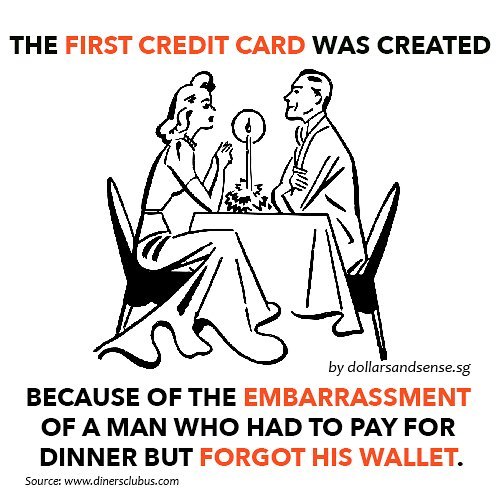 THE FIRST CREDIT CARD WAS CREATED
by dollarsandsense.sg
BECAUSE OF THE EMBARRASSMENT
OF A MAN WHO HAD TO PAY FOR
DINNER BUT FORGOT HIS WALLET.
Source: www.dinersclubus.com